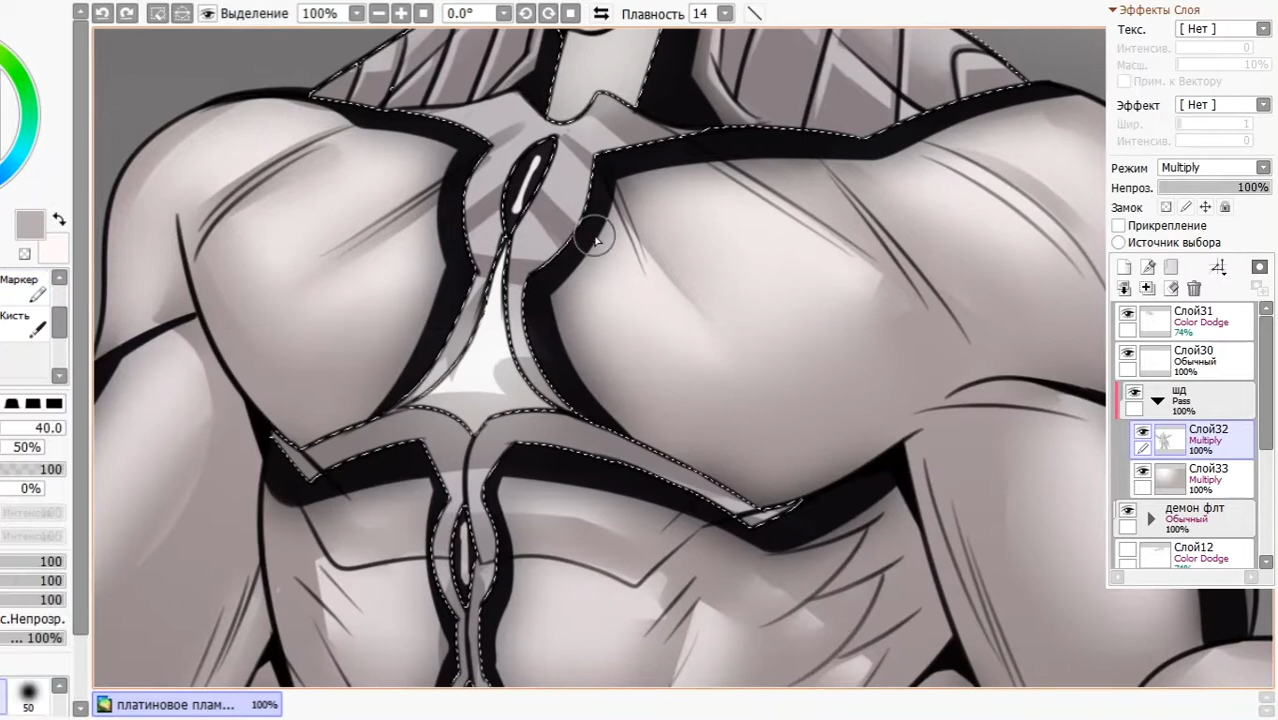 Выделение 100% 0.0° Плавность 14
Маркер
Кисть
40.0
50%
100
0%
100
100
100
с.Непрозр.
... 100%
50
Эффекты Слоя
Текс. [ Нет ]
Интенсив. 0
Масш. 10%
Прим. к Вектору
Эффект [ Нет ]
Шир. 1
Интенсив. 0
Режим Multiply
Непроз. 100%
Замок
Прикрепление
Источник выбора
Слой31
Color Dodge
74%
Слой30
Обычный
100%
шд
Pass
100%
Слой32
Multiply
100%
Слой33
Multiply
100%
демон флт
Обычный
100%
Слой12
Color Dodge
платиновое плам... 100%